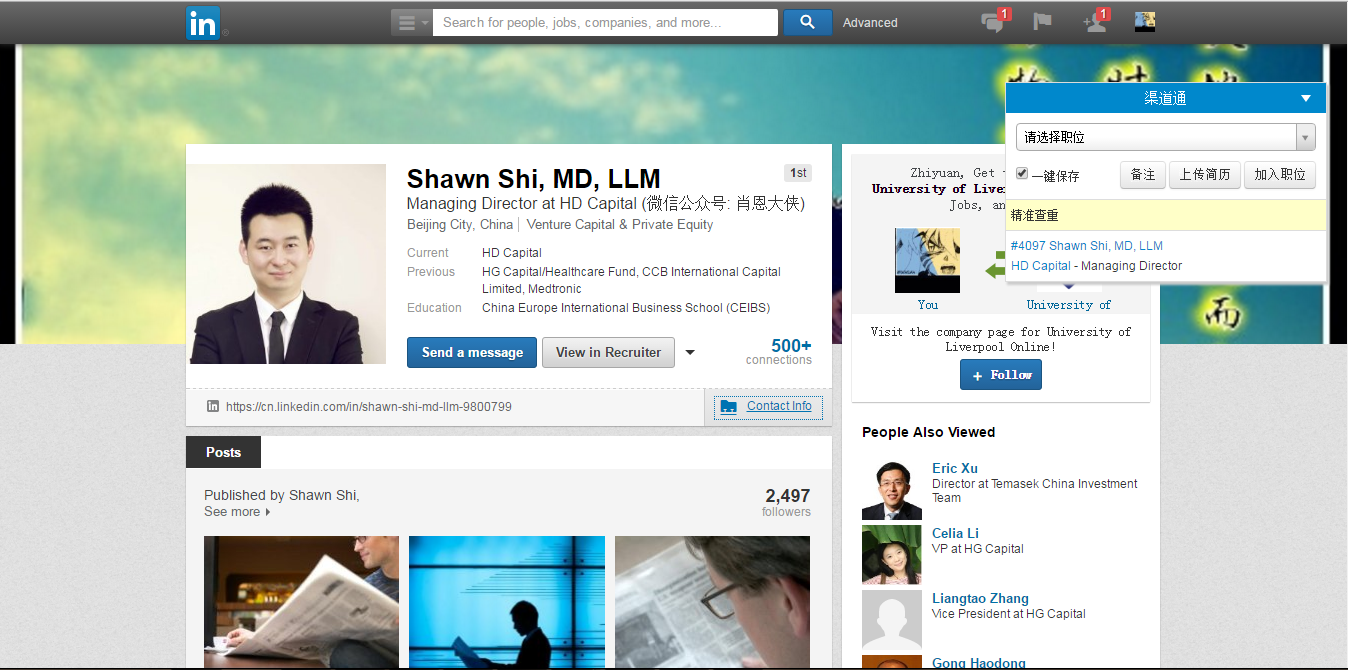 in
Search for people, jobs, companies, and more...
Advanced
1
1
渠道通
请选择职位
一键保存
备注
上传简历
加入职位
精准查重
#4097 Shawn Shi, MD, LLM
HD Capital - Managing Director
Shawn Shi, MD, LLM
1st
Managing Director at HD Capital (微信公众号: 肖恩大侠)
Beijing City, China
Venture Capital & Private Equity
Current HD Capital
Previous HG Capital/Healthcare Fund, CCB International Capital
Limited, Medtronic
Education China Europe International Business School (CEIBS)
Send a message
View in Recruiter
500+
connections
https://cn.linkedin.com/in/shawn-shi-md-llm-9800799
Contact Info
Posts
Published by Shawn Shi,
See more
2,497
followers
Zhiyuan, Get
University of
Jobs,
You
University of
Visit the company page for University of
Liverpool Online!
+ Follow
People Also Viewed
Eric Xu
Director at Temasek China Investment
Team
Celia Li
VP at HG Capital
Liangtao Zhang
Vice President at HG Capital
Gong Haodong
而